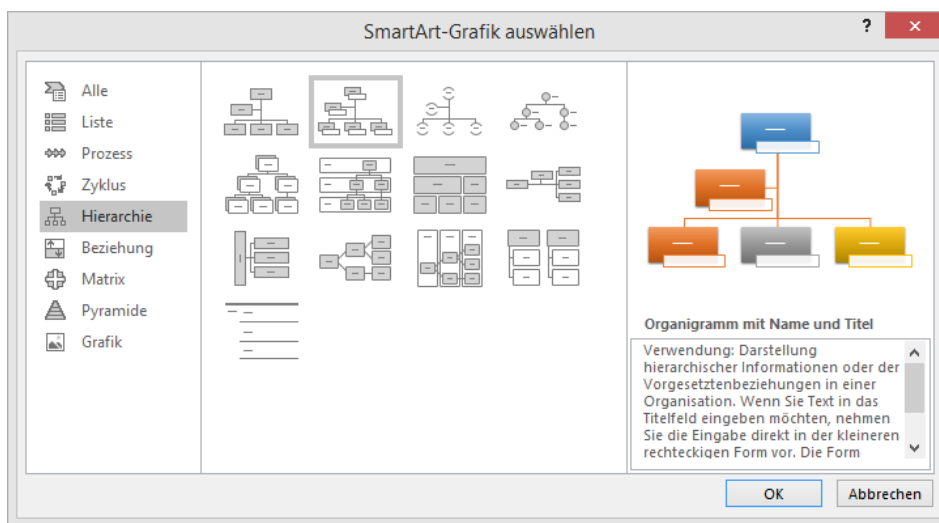 SmartArt-Grafik auswählen
?
×
Alle
Liste
Prozess
Zyklus
Hierarchie
Beziehung
Matrix
Pyramide
Grafik
Organigramm mit Name und Titel
Verwendung: Darstellung
hierarchischer Informationen oder der
Vorgesetztenbeziehungen in einer
Organisation. Wenn Sie Text in das
Titelfeld eingeben möchten, nehmen
Sie die Eingabe direkt in der kleineren
rechteckigen Form vor. Die Form
OK
Abbrechen